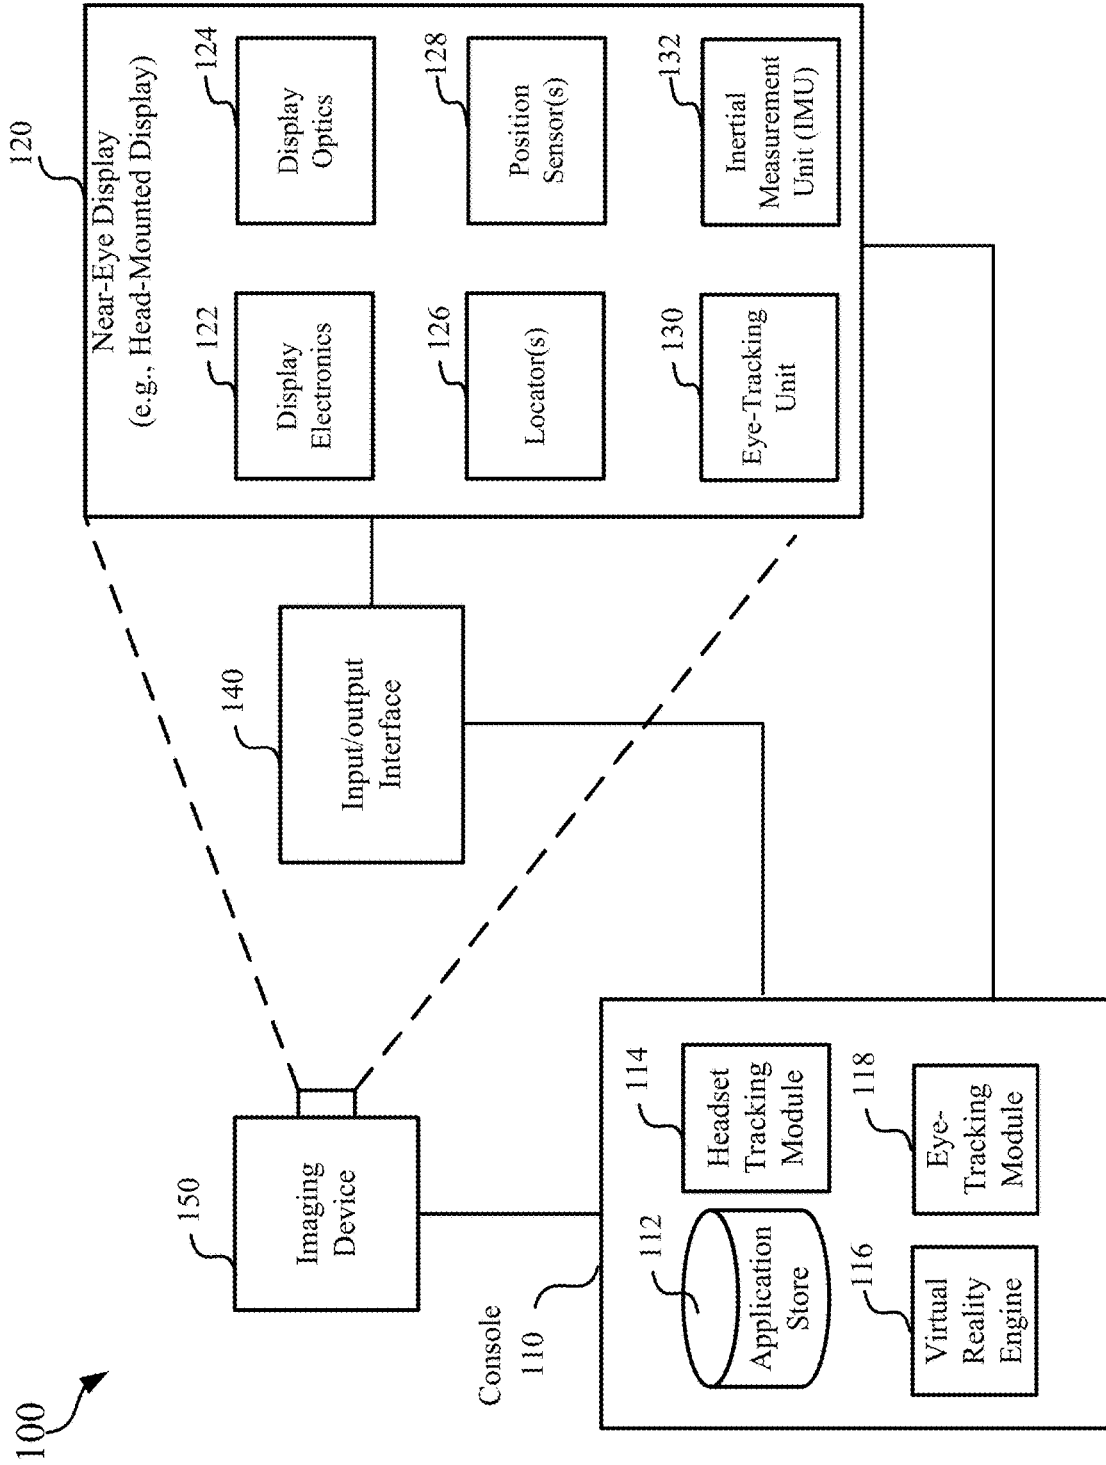 100
150
Imaging
Device
140
Input/output
Interface
120
Near-Eye Display
(e.g., Head-Mounted Display)
122
Display
Electronics
124
Display
Optics
126
Locator(s)
128
Position
Sensor(s)
130
Eye-Tracking
Unit
132
Inertial
Measurement
Unit (IMU)
Console
110
112
Application
Store
114
Headset
Tracking
Module
116
Virtual
Reality
Engine
118
Eye-
Tracking
Module